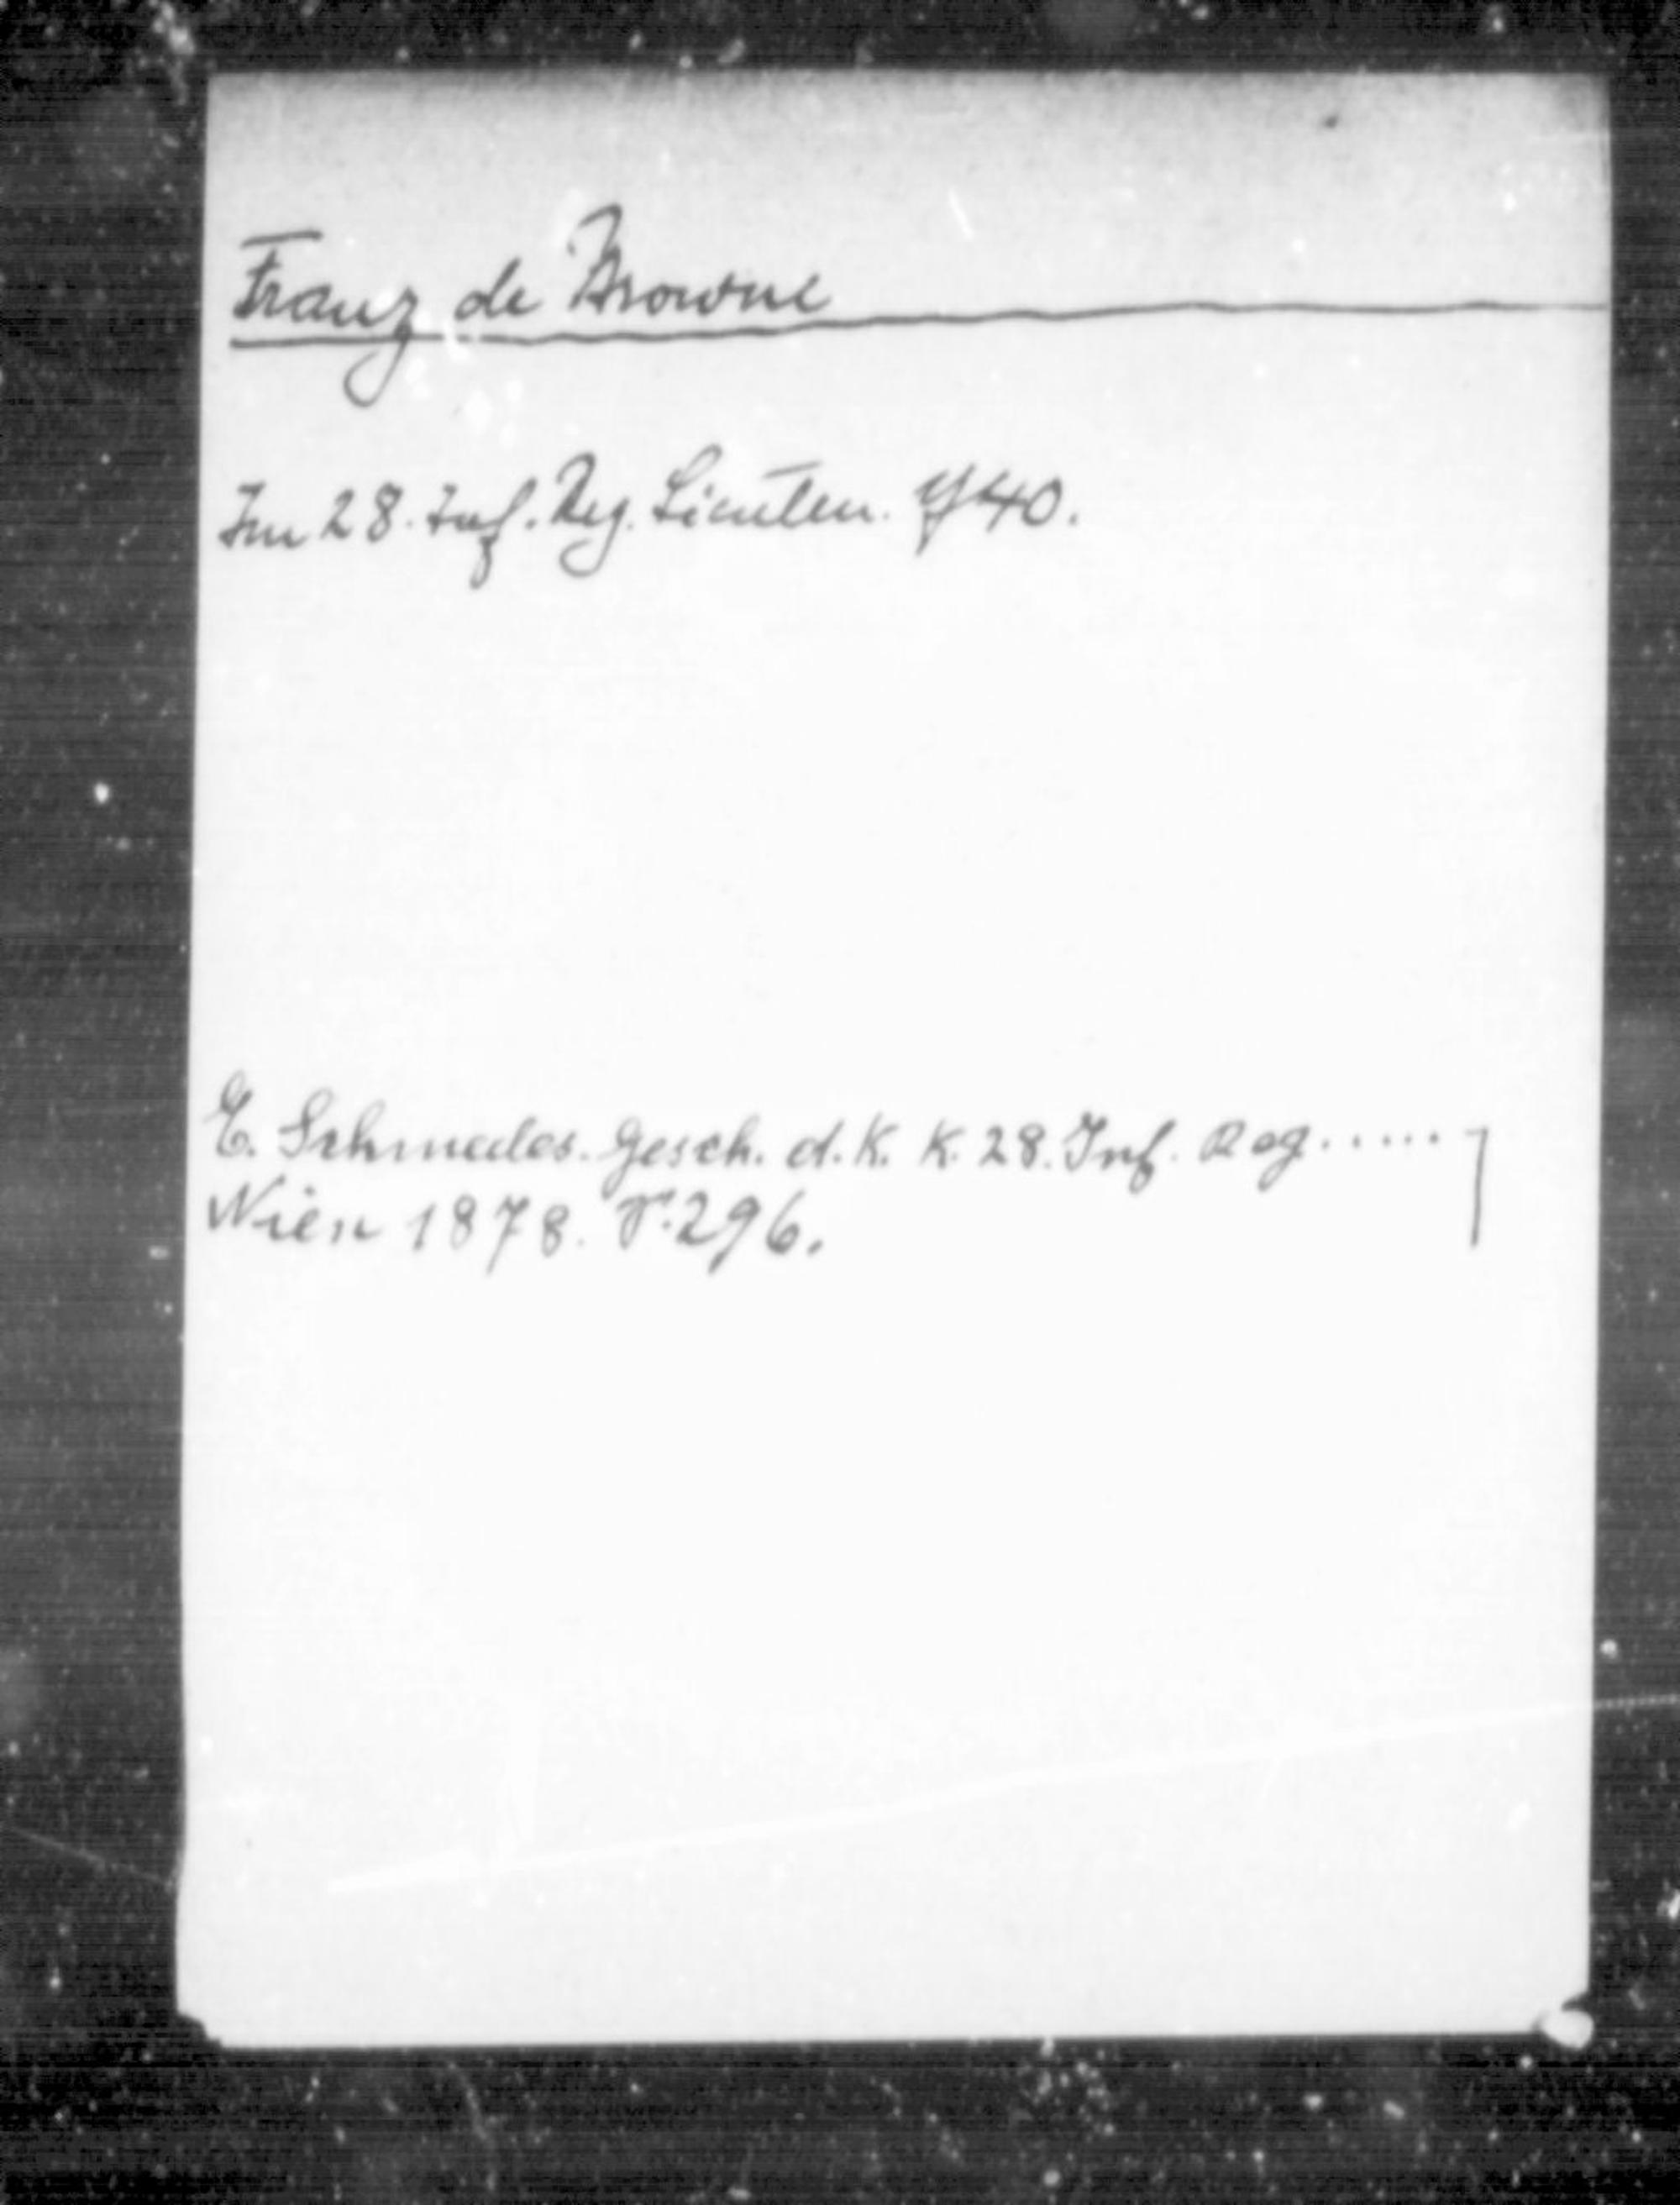 Franz de Browne
Im 28. Inf. Reg. Lieuten. 1740.
E. Schmedes. Gesch. d. K. K. 28. Inf. Reg.....
Wien 1878. P. 296.